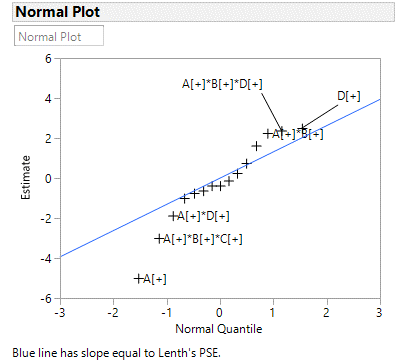 Normal Plot
Normal Plot
6
4
2
0
-2
-4
-6
Estimate
A[+]*B[+]*D[+]
D[+]
A[+]*B[+]
A[+]*D[+]
A[+]*B[+]*C[+]
A[+]
-3
-2
-1
0
1
2
3
Normal Quantile
Blue line has slope equal to Lenth's PSE.